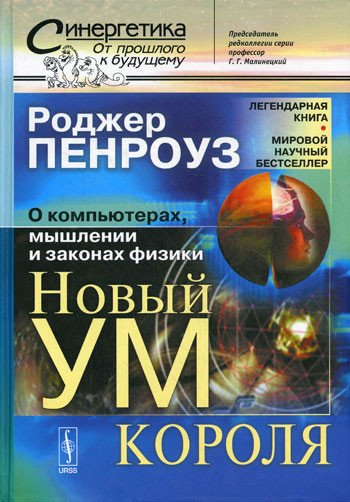 Синергетика
От прошлого
к будущему
Председатель
редколлегии серии
профессор
Г. Г. Малинецкий
Роджер
ПЕНРОУЗ
ЛЕГЕНДАРНАЯ
КНИГА
•
МИРОВОЙ
НАУЧНЫЙ
БЕСТСЕЛЛЕР
О компьютерах,
мышлении
и законах физики
Новый
УМ
КОРОЛЯ
URSS